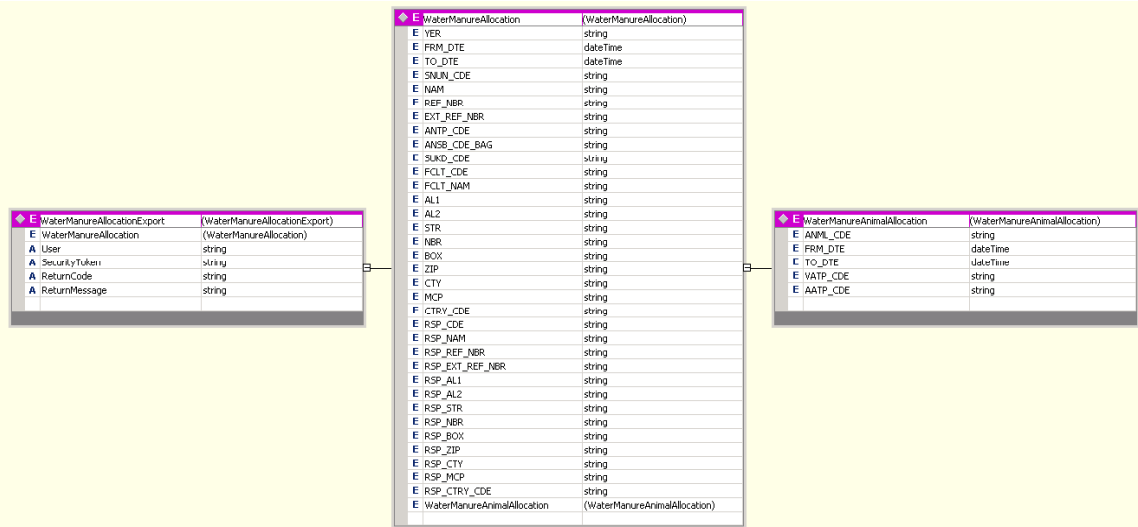 E WaterManureAllocationExport (WaterManureAllocationExport)
E WaterManureAllocation (WaterManureAllocation)
A User string
A SecurityToken string
A ReturnCode string
A ReturnMessage string
E WaterManureAllocation (WaterManureAllocation)
E YER string
E FRM_DTE dateTime
E TO_DTE dateTime
E SNUN_CDE string
E NAM string
E REF_NBR string
E EXT_REF_NBR string
E ANTP_CDE string
E ANSB_CDE_BAG string
E SUKD_CDE string
E FCLT_CDE string
E FCLT_NAM string
E AL1 string
E AL2 string
E STR string
E NBR string
E BOX string
E ZIP string
E CTY string
E MCP string
E CTRY_CDE string
E RSP_CDE string
E RSP_NAM string
E RSP_REF_NBR string
E RSP_EXT_REF_NBR string
E RSP_AL1 string
E RSP_AL2 string
E RSP_STR string
E RSP_NBR string
E RSP_BOX string
E RSP_ZIP string
E RSP_CTY string
E RSP_MCP string
E RSP_CTRY_CDE string
E WaterManureAnimalAllocation (WaterManureAnimalAllocation)
E WaterManureAnimalAllocation (WaterManureAnimalAllocation)
E ANML_CDE string
E FRM_DTE dateTime
E TO_DTE dateTime
E VATP_CDE string
E AATP_CDE string